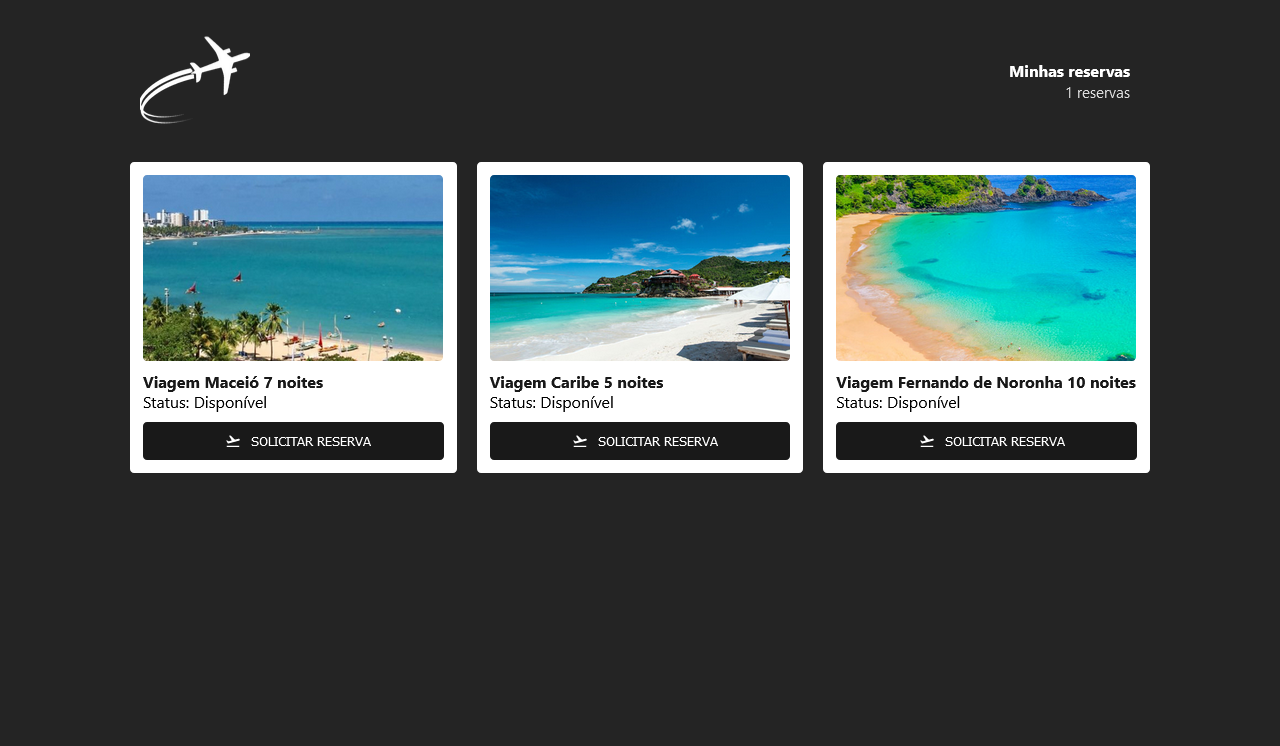 Minhas reservas
1 reservas
Viagem Maceió 7 noites
Status: Disponível
SOLICITAR RESERVA
Viagem Caribe 5 noites
Status: Disponível
SOLICITAR RESERVA
Viagem Fernando de Noronha 10 noites
Status: Disponível
SOLICITAR RESERVA